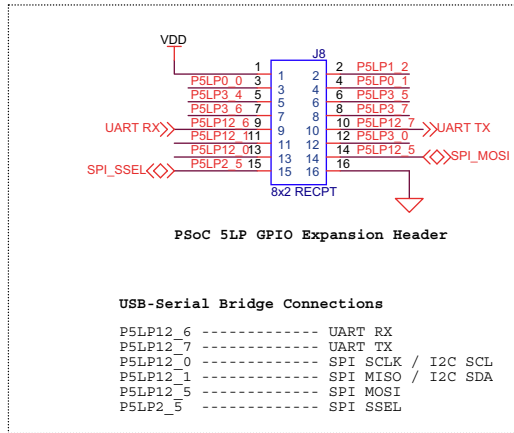 VDD
J8
1 1 2 2 P5LP1_2
P5LP0_0 3 3 4 4 P5LP0_1
P5LP3_4 5 5 6 6 P5LP3_5
P5LP3_6 7 7 8 8 P5LP3_7
UART RX P5LP12_6 9 9 10 10 P5LP12_7 UART TX
P5LP12_1 11 11 12 12 P5LP3_0
P5LP12_0 13 13 14 14 P5LP12_5 SPI_MOSI
SPI_SSEL P5LP2_5 15 15 16 16
8x2 RECPT
PSoC 5LP GPIO Expansion Header
USB-Serial Bridge Connections
P5LP12_6 ------------- UART RX
P5LP12_7 ------------- UART TX
P5LP12_0 ------------- SPI SCLK / I2C SCL
P5LP12_1 ------------- SPI MISO / I2C SDA
P5LP12_5 ------------- SPI MOSI
P5LP2_5 ------------- SPI SSEL